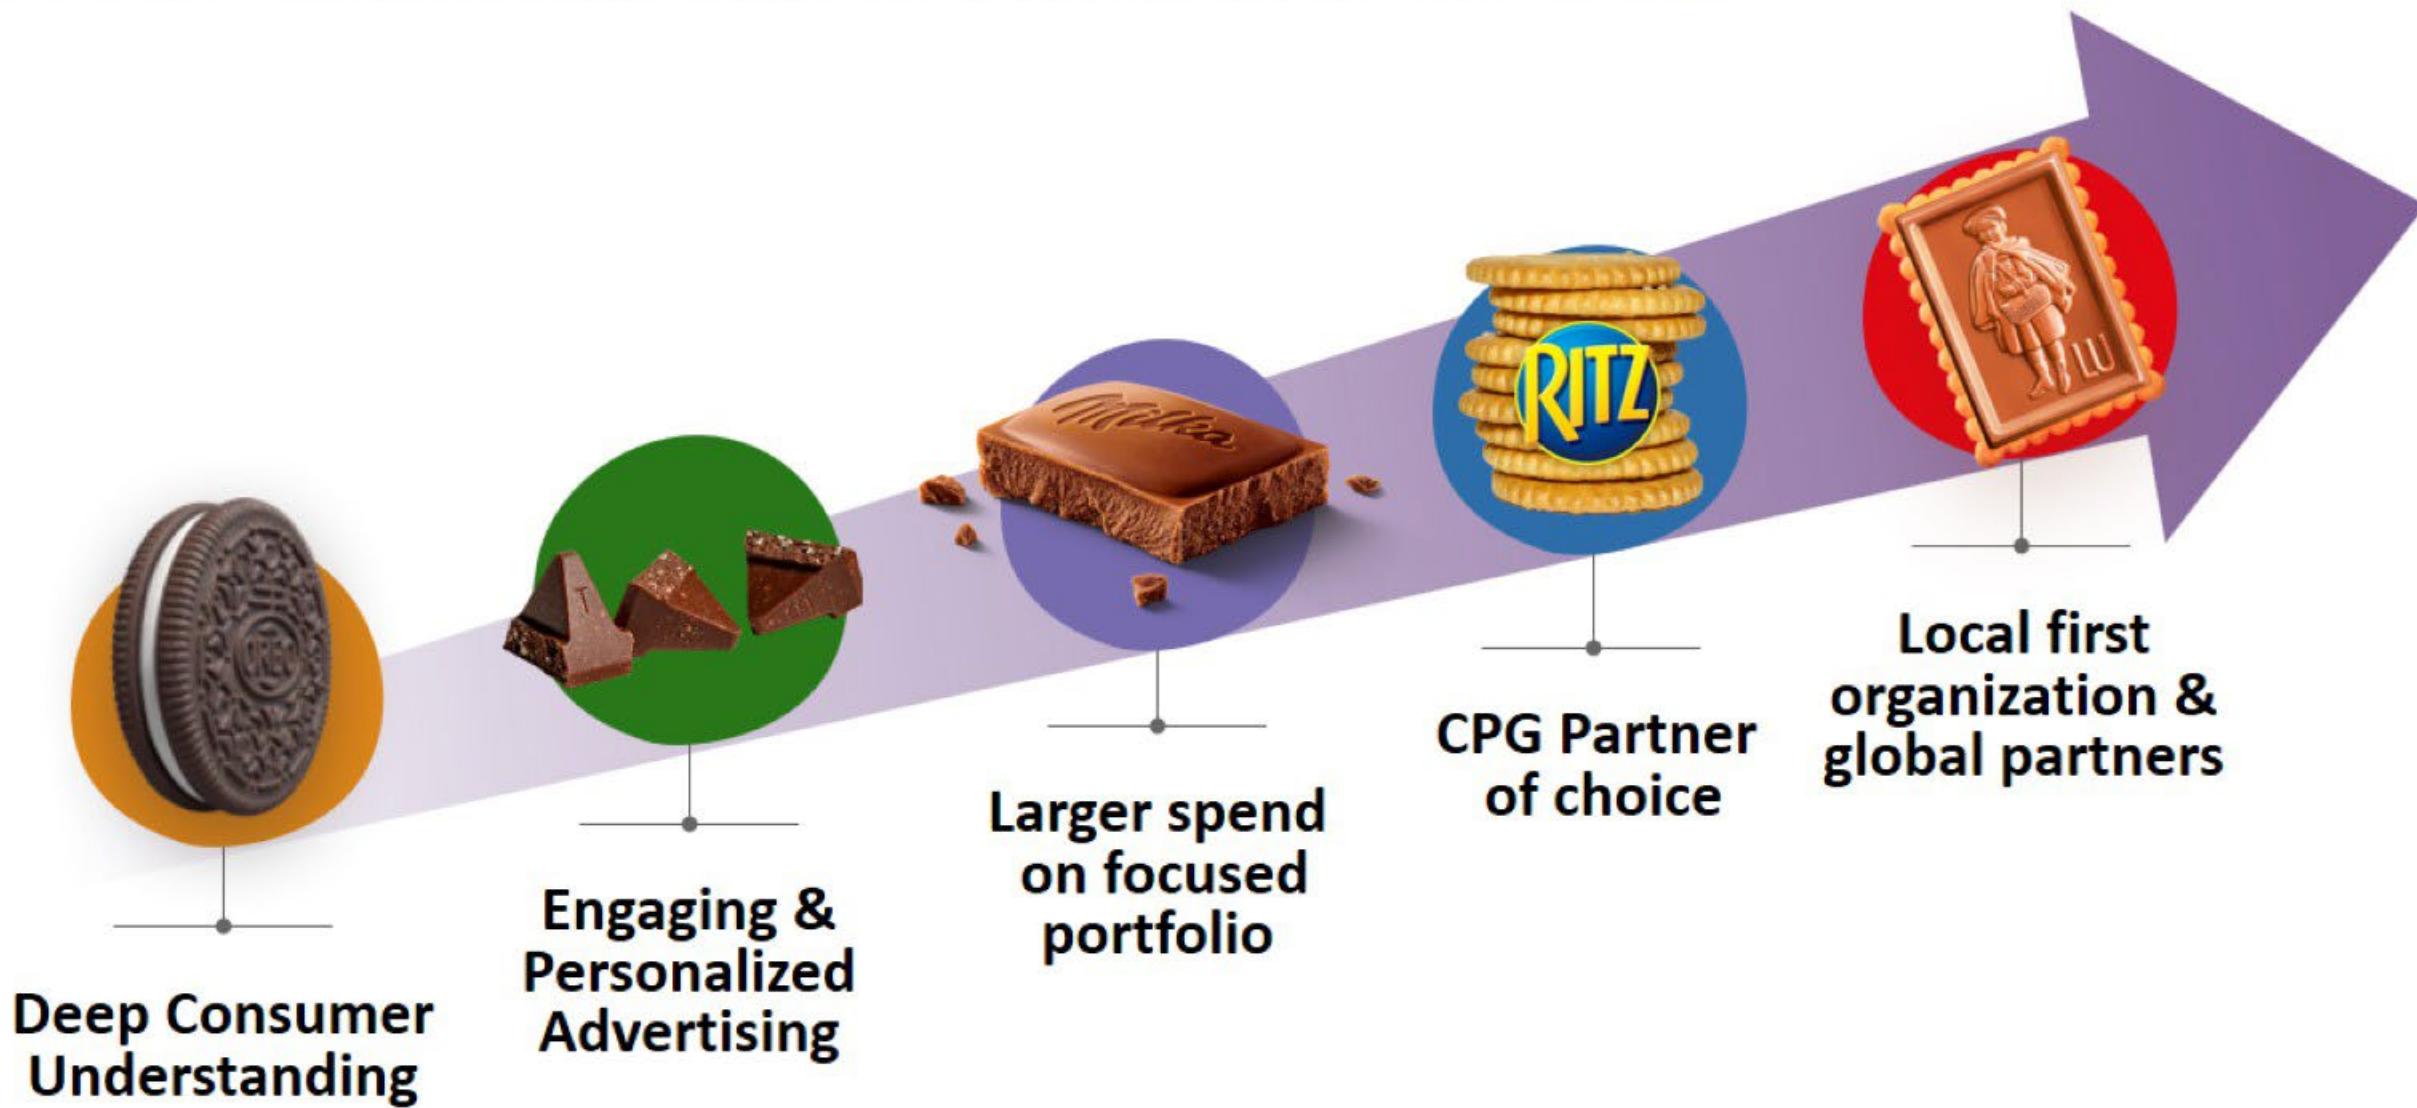 OREO
Deep Consumer
Understanding
T
Engaging &
Personalized
Advertising
Milka
Larger spend
on focused
portfolio
RITZ
CPG Partner
of choice
LU
Local first
organization &
global partners